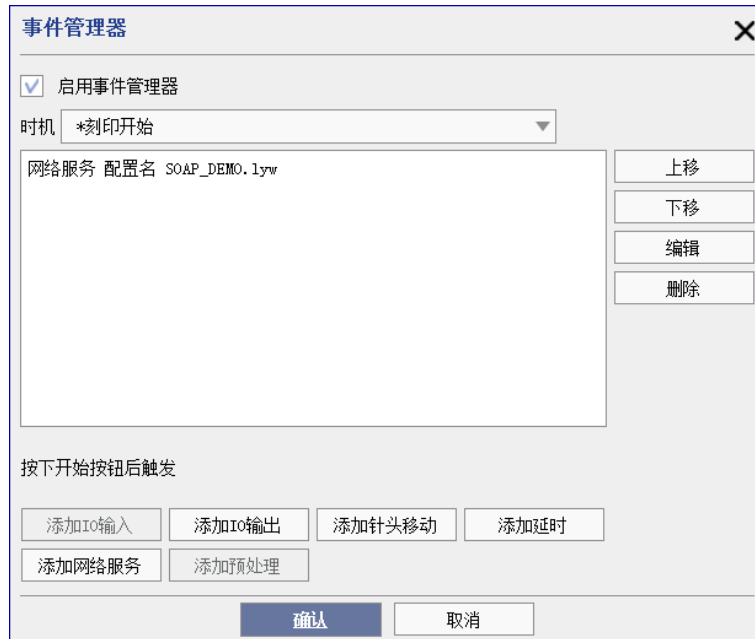 事件管理器
启用事件管理器
时机 *刻印开始
网络服务 配置名 SOAP_DEMO.lyw
上移
下移
编辑
删除
按下开始按钮后触发
添加IO输入 添加IO输出 添加针头移动 添加延时
添加网络服务 添加预处理
确认 取消